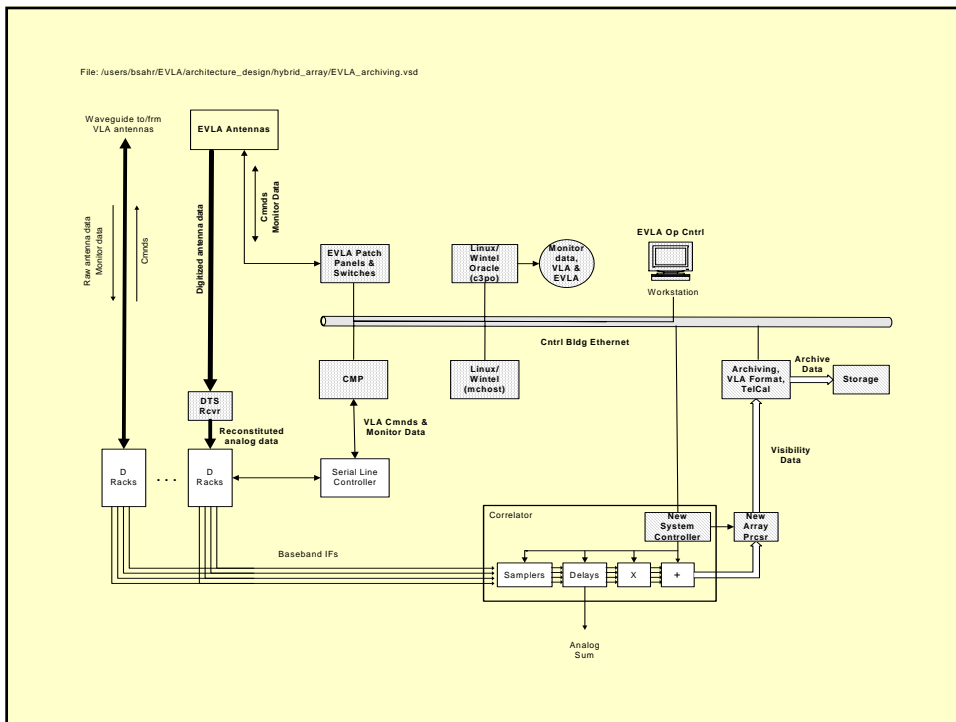 File: /users/bsahr/EVLA/architecture_design/hybrid_array/EVLA_archiving.vsd
Waveguide to/frm
VLA antennas
EVLA Antennas
Raw antenna data
Monitor data
Cmnds
Digitized antenna data
Cmnds
Monitor Data
EVLA Patch
Panels &
Switches
Linux/
Wintel
Oracle
(c3po)
Monitor
data,
VLA &
EVLA
EVLA Op Cntrl
Workstation
Cntrl Bldg Ethernet
CMP
Linux/
Wintel
(mchost)
Archiving,
VLA Format,
TelCal
Archive
Data
Storage
DTS
Rcvr
Reconstituted
analog data
VLA Cmnds &
Monitor Data
Visibility
Data
D
Racks
. . .
D
Racks
Serial Line
Controller
Correlator
New
System
Controller
New
Array
Prcsr
Baseband IFs
Samplers
Delays
X
+
Analog
Sum